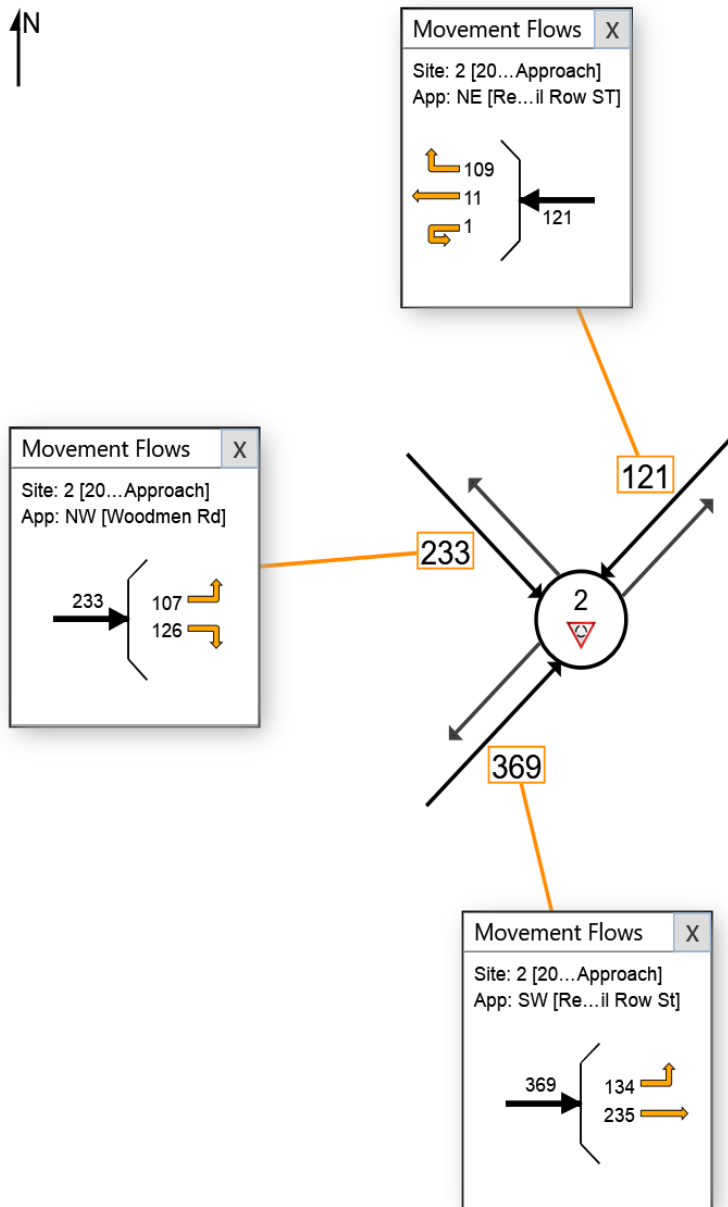 N
Movement Flows X
Site: 2 [20...Approach]
App: NE [Re...il Row ST]
109
11
1
121
121
Movement Flows X
Site: 2 [20...Approach]
App: NW [Woodmen Rd]
233
107
126
233
2
369
Movement Flows X
Site: 2 [20...Approach]
App: SW [Re...il Row St]
369
134
235